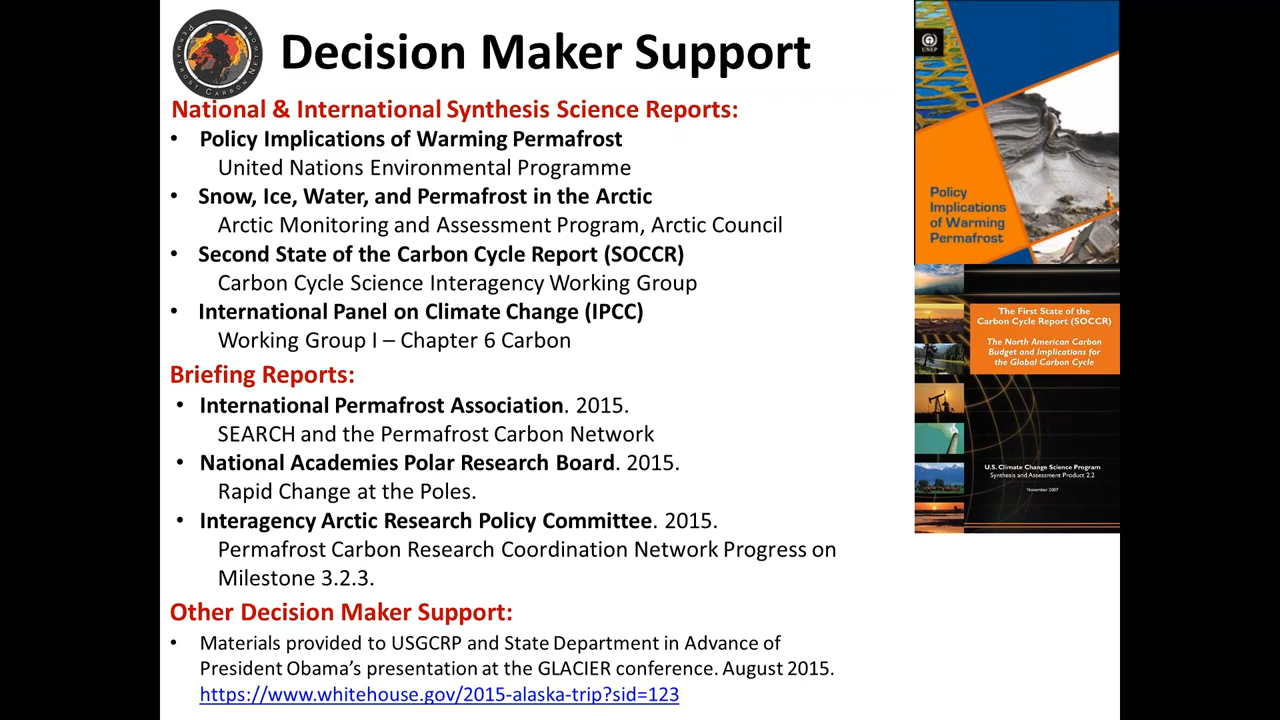 PERMAFROST CARBON NETWORK
Decision Maker Support
National & International Synthesis Science Reports:
• Policy Implications of Warming Permafrost
United Nations Environmental Programme
• Snow, Ice, Water, and Permafrost in the Arctic
Arctic Monitoring and Assessment Program, Arctic Council
• Second State of the Carbon Cycle Report (SOCCR)
Carbon Cycle Science Interagency Working Group
• International Panel on Climate Change (IPCC)
Working Group I – Chapter 6 Carbon
Briefing Reports:
• International Permafrost Association. 2015.
SEARCH and the Permafrost Carbon Network
• National Academies Polar Research Board. 2015.
Rapid Change at the Poles.
• Interagency Arctic Research Policy Committee. 2015.
Permafrost Carbon Research Coordination Network Progress on
Milestone 3.2.3.
Other Decision Maker Support:
• Materials provided to USGCRP and State Department in Advance of
President Obama’s presentation at the GLACIER conference. August 2015.
https://www.whitehouse.gov/2015-alaska-trip?sid=123
UNEP
Policy
Implications
of Warming
Permafrost
The First State of the
Carbon Cycle Report (SOCCR)
The North American Carbon
Budget and Implications for
the Global Carbon Cycle
U.S. Climate Change Science Program
Synthesis and Assessment Product 2.2
November 2007